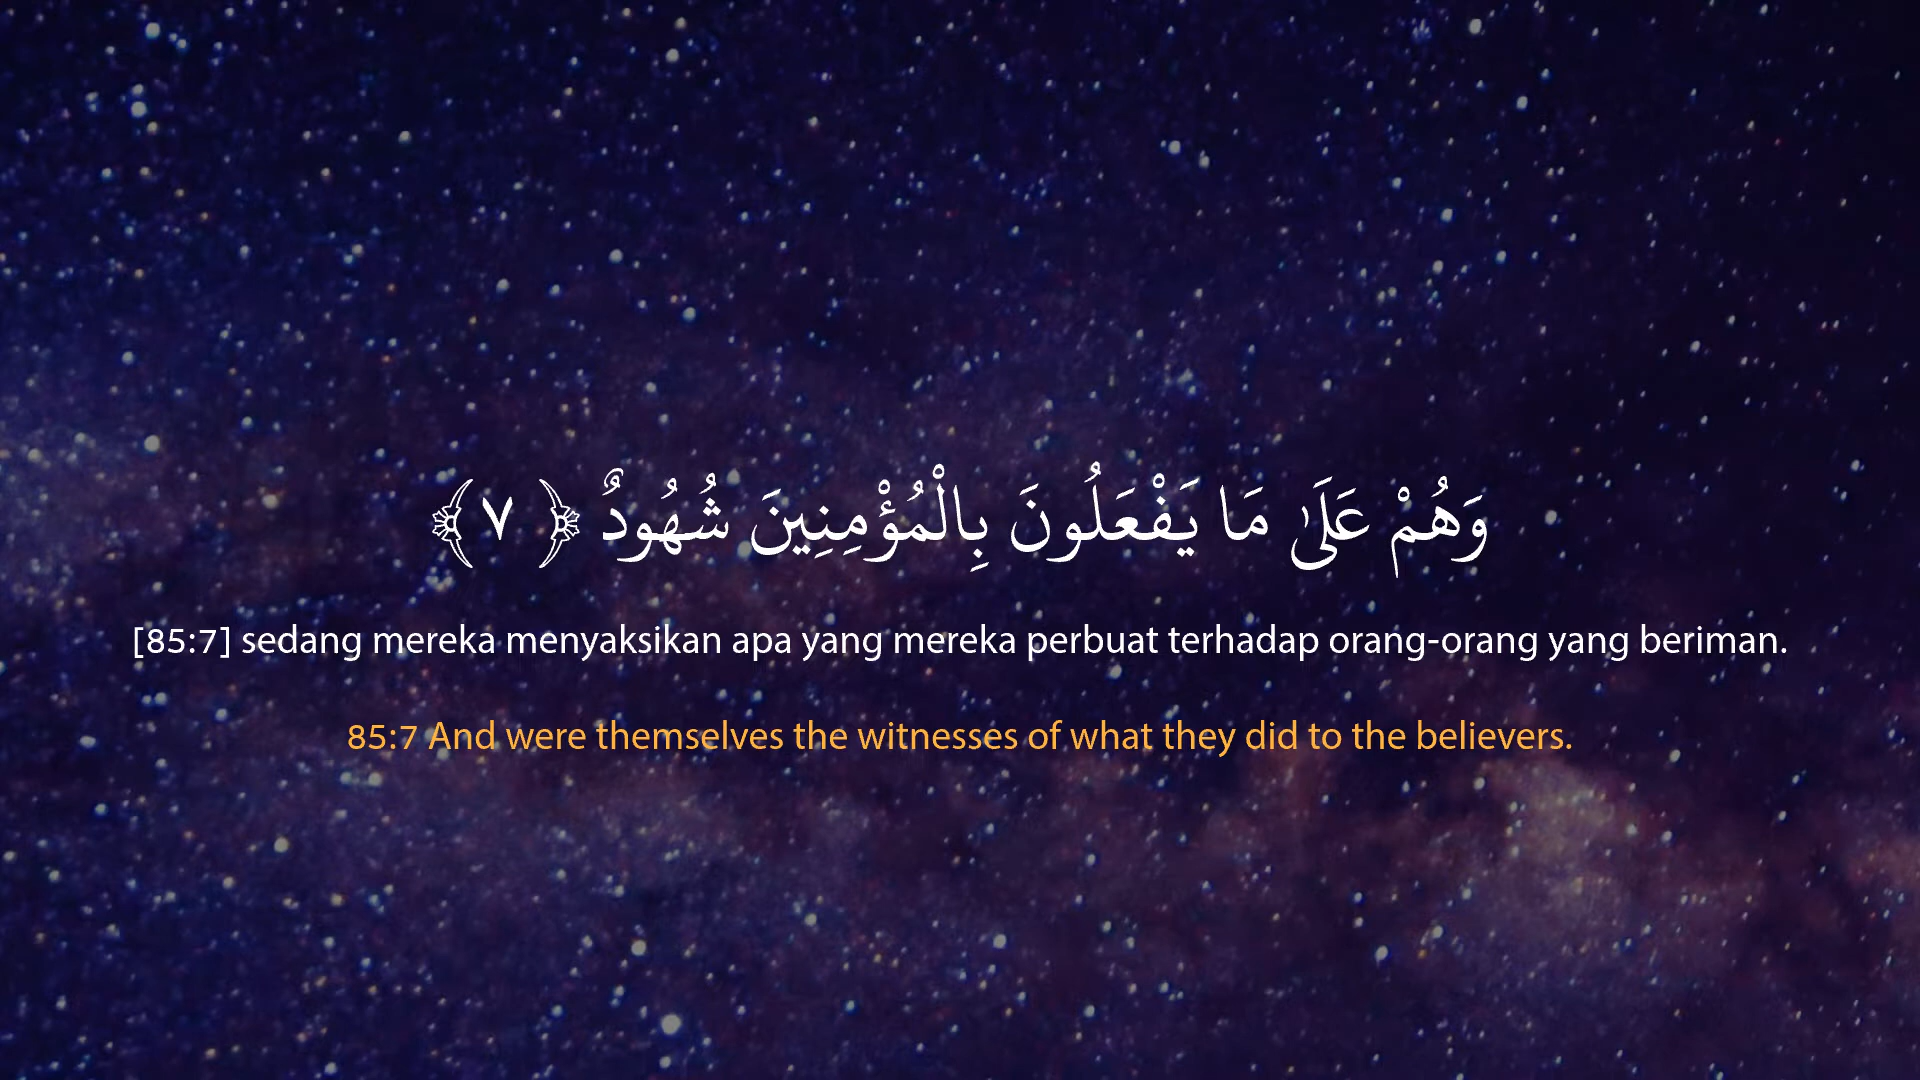 وَهُمْ عَلَىٰ مَا يَفْعَلُونَ بِالْمُؤْمِنِينَ شُهُودٌ ﴿ ٧ ﴾
[85:7] sedang mereka menyaksikan apa yang mereka perbuat terhadap orang-orang yang beriman.
85:7 And were themselves the witnesses of what they did to the believers.